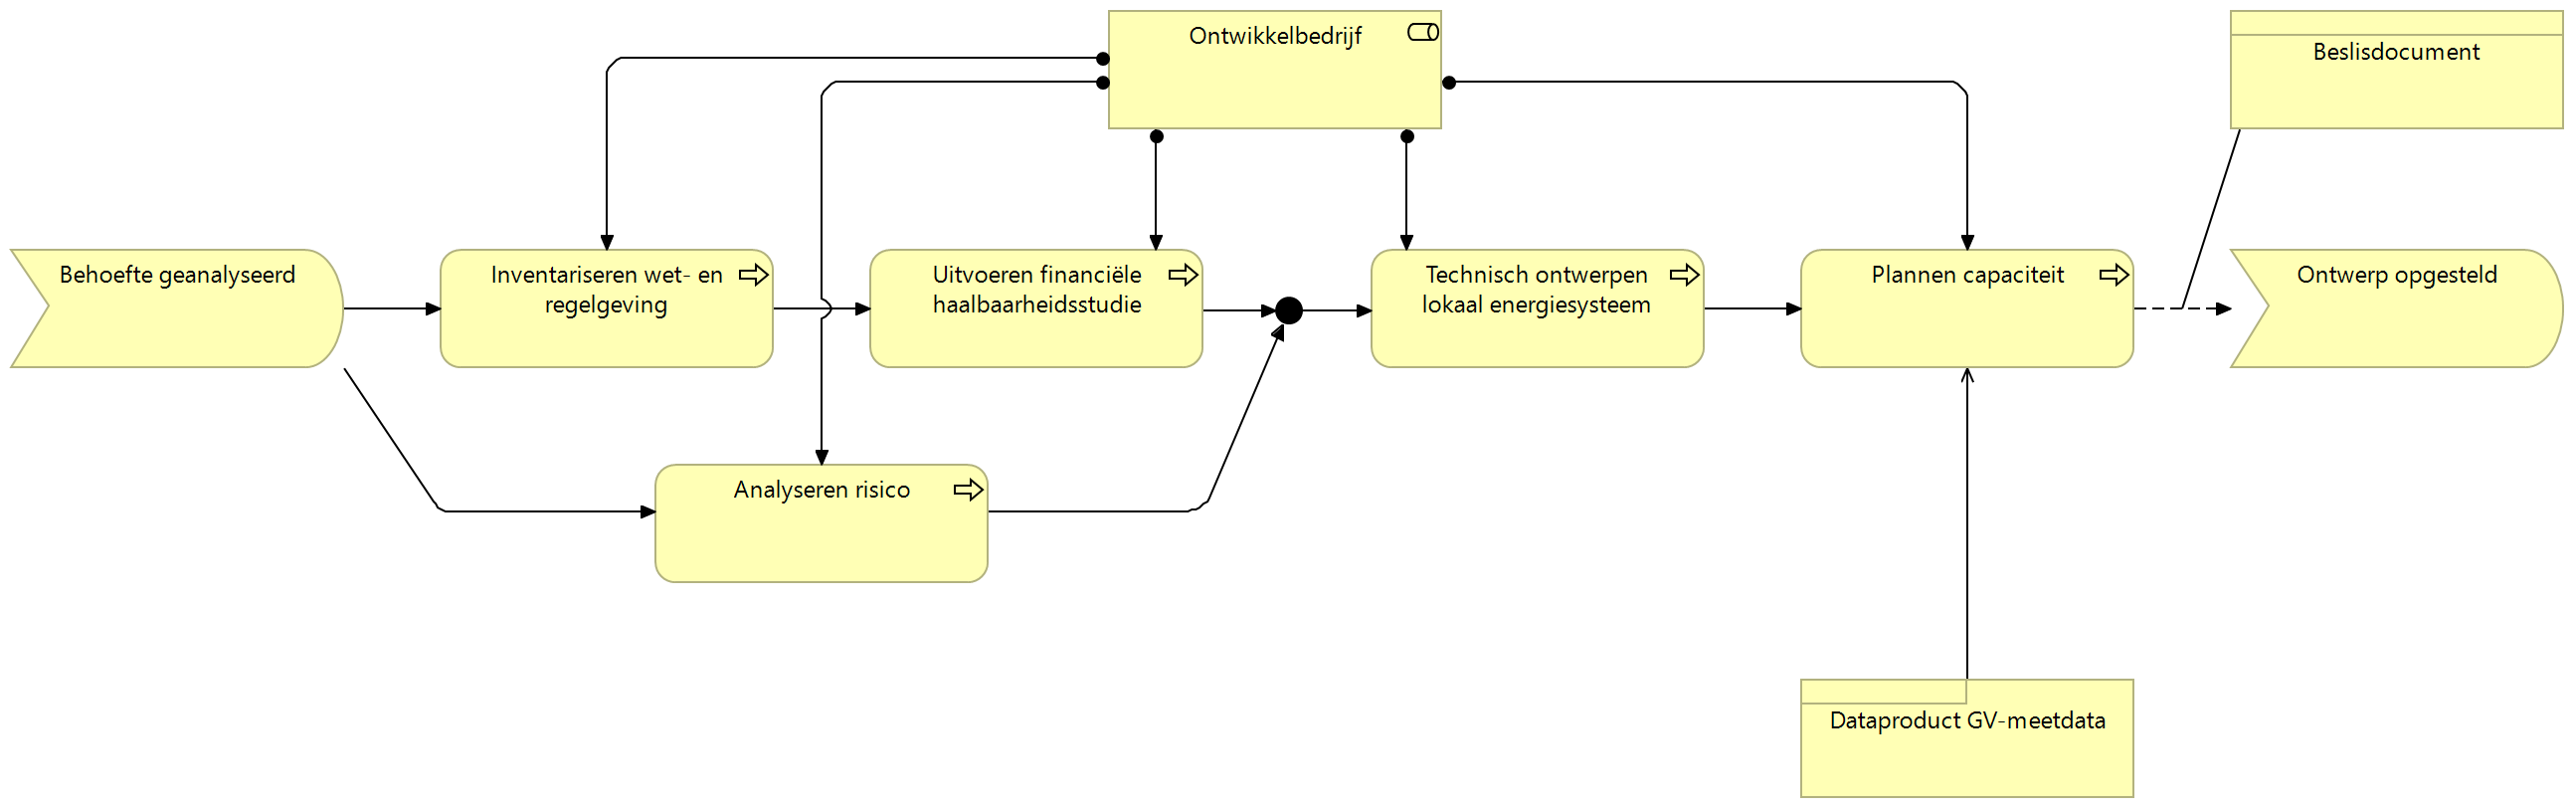 Ontwikkelbedrijf
Beslisdocument
Behoefte geanalyseerd
Inventariseren wet- en
regelgeving
Uitvoeren financiële
haalbaarheidsstudie
Technisch ontwerpen
lokaal energiesysteem
Plannen capaciteit
Ontwerp opgesteld
Analyseren risico
Dataproduct GV-meetdata